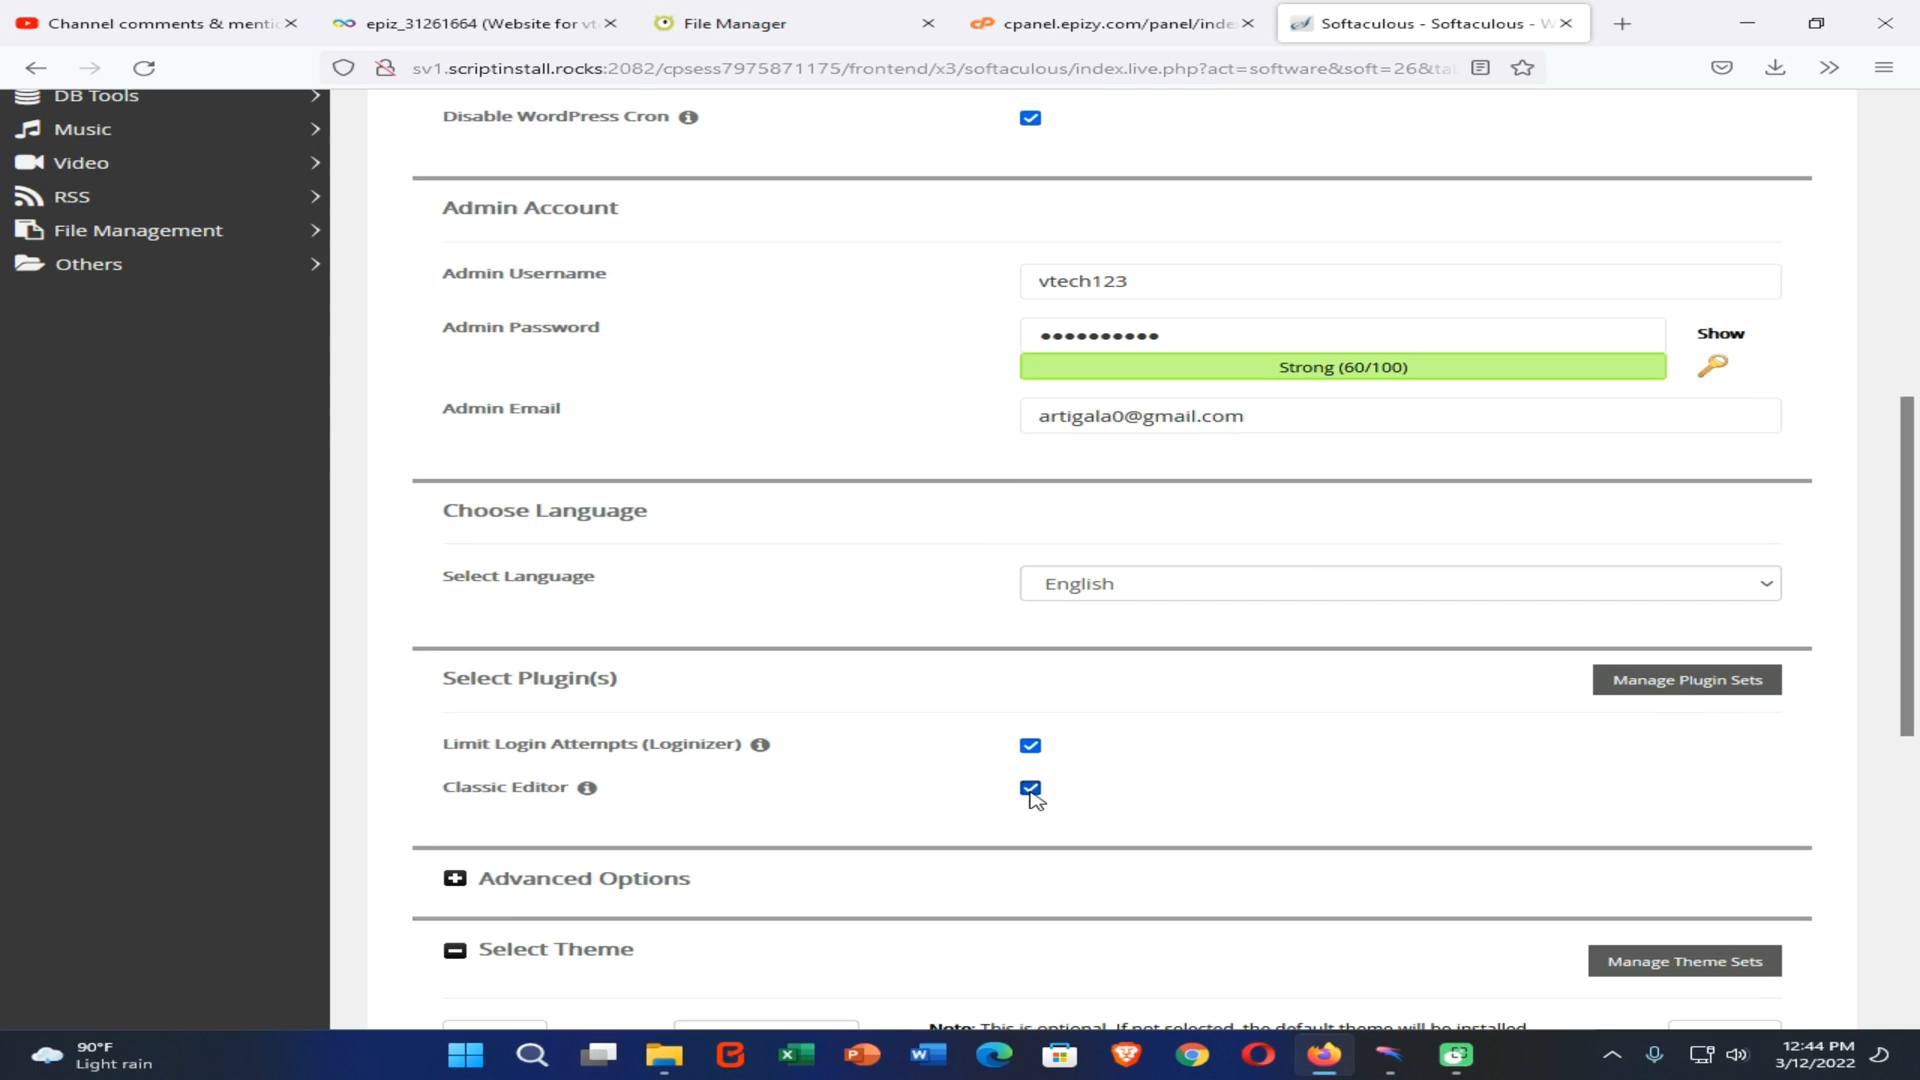 Channel comments & menti
epiz_31261664 (Website for vt
File Manager
cpanel.epizy.com/panel/inde
Softaculous - Softaculous - W
sv1.scriptinstall.rocks:2082/cpsess7975871175/frontend/x3/softaculous/index.live.php?act=software&soft=26&ta
DB Tools
Music
Video
RSS
File Management
Others
Disable WordPress Cron
Admin Account
Admin Username
vtech123
Admin Password
••••••••••
Show
Strong (60/100)
Admin Email
artigala0@gmail.com
Choose Language
Select Language
English
Select Plugin(s)
Manage Plugin Sets
Limit Login Attempts (Loginizer)
Classic Editor
Advanced Options
Select Theme
Manage Theme Sets
Note: This is optional. If not selected, the default theme will be installed
90°F
Light rain
12:44 PM
3/12/2022